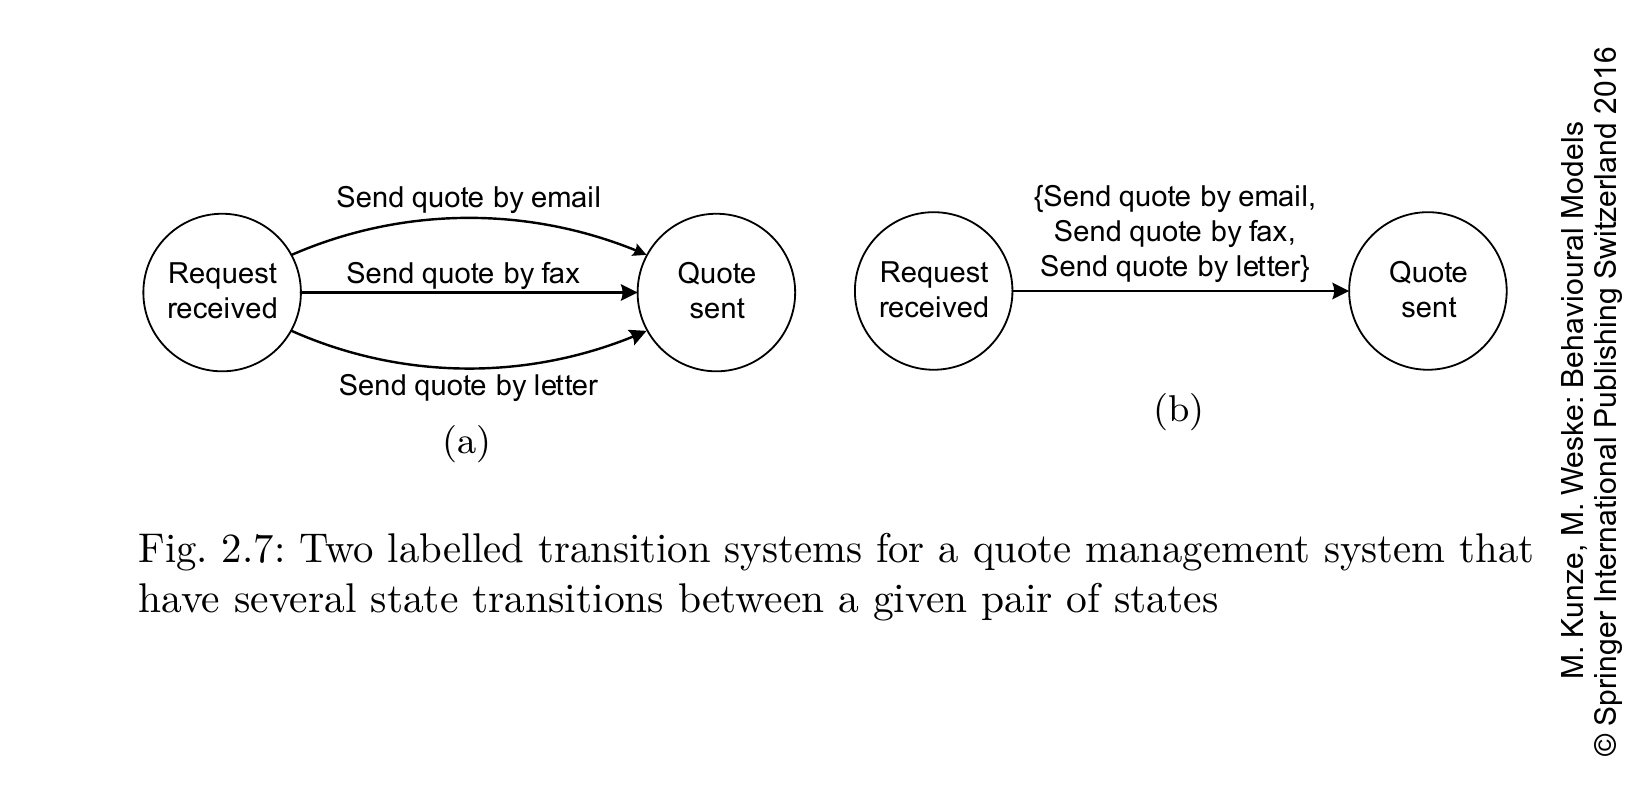 Send quote by email
Request
received
Send quote by fax
Quote
sent
Send quote by letter
(a)
{Send quote by email,
Send quote by fax,
Send quote by letter}
Request
received
Quote
sent
(b)
Fig. 2.7: Two labelled transition systems for a quote management system that
have several state transitions between a given pair of states
M. Kunze, M. Weske: Behavioural Models
© Springer International Publishing Switzerland 2016